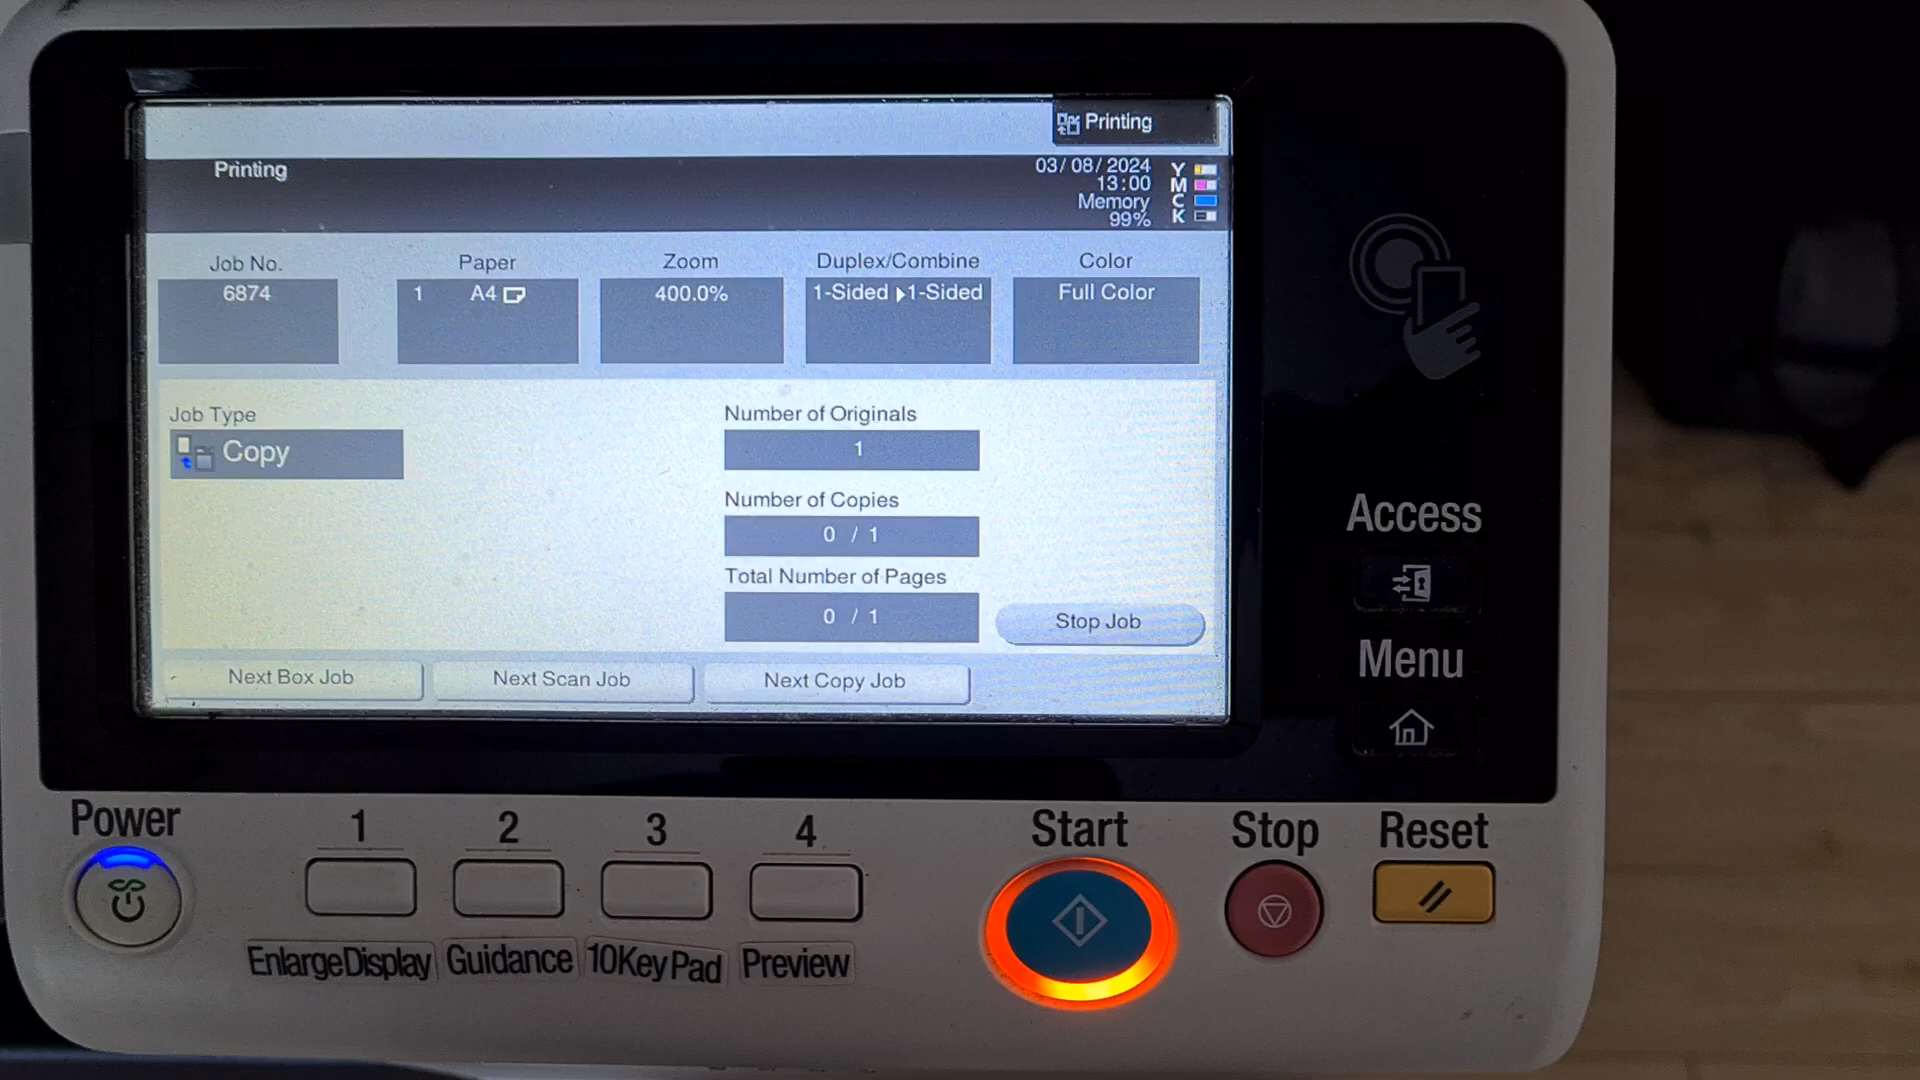 Printing
Printing
03/08/2024
13:00
Memory
99%
Y
M
C
K
Job No.
6874
Paper
1 A4
Zoom
400.0%
Duplex/Combine
1-Sided ▶1-Sided
Color
Full Color
Job Type
Copy
Number of Originals
1
Number of Copies
0 / 1
Total Number of Pages
0 / 1
Stop Job
Next Box Job
Next Scan Job
Next Copy Job
Access
Menu
Power
1
2
3
4
Start
Stop
Reset
EnlargeDisplay
Guidance
10Key Pad
Preview